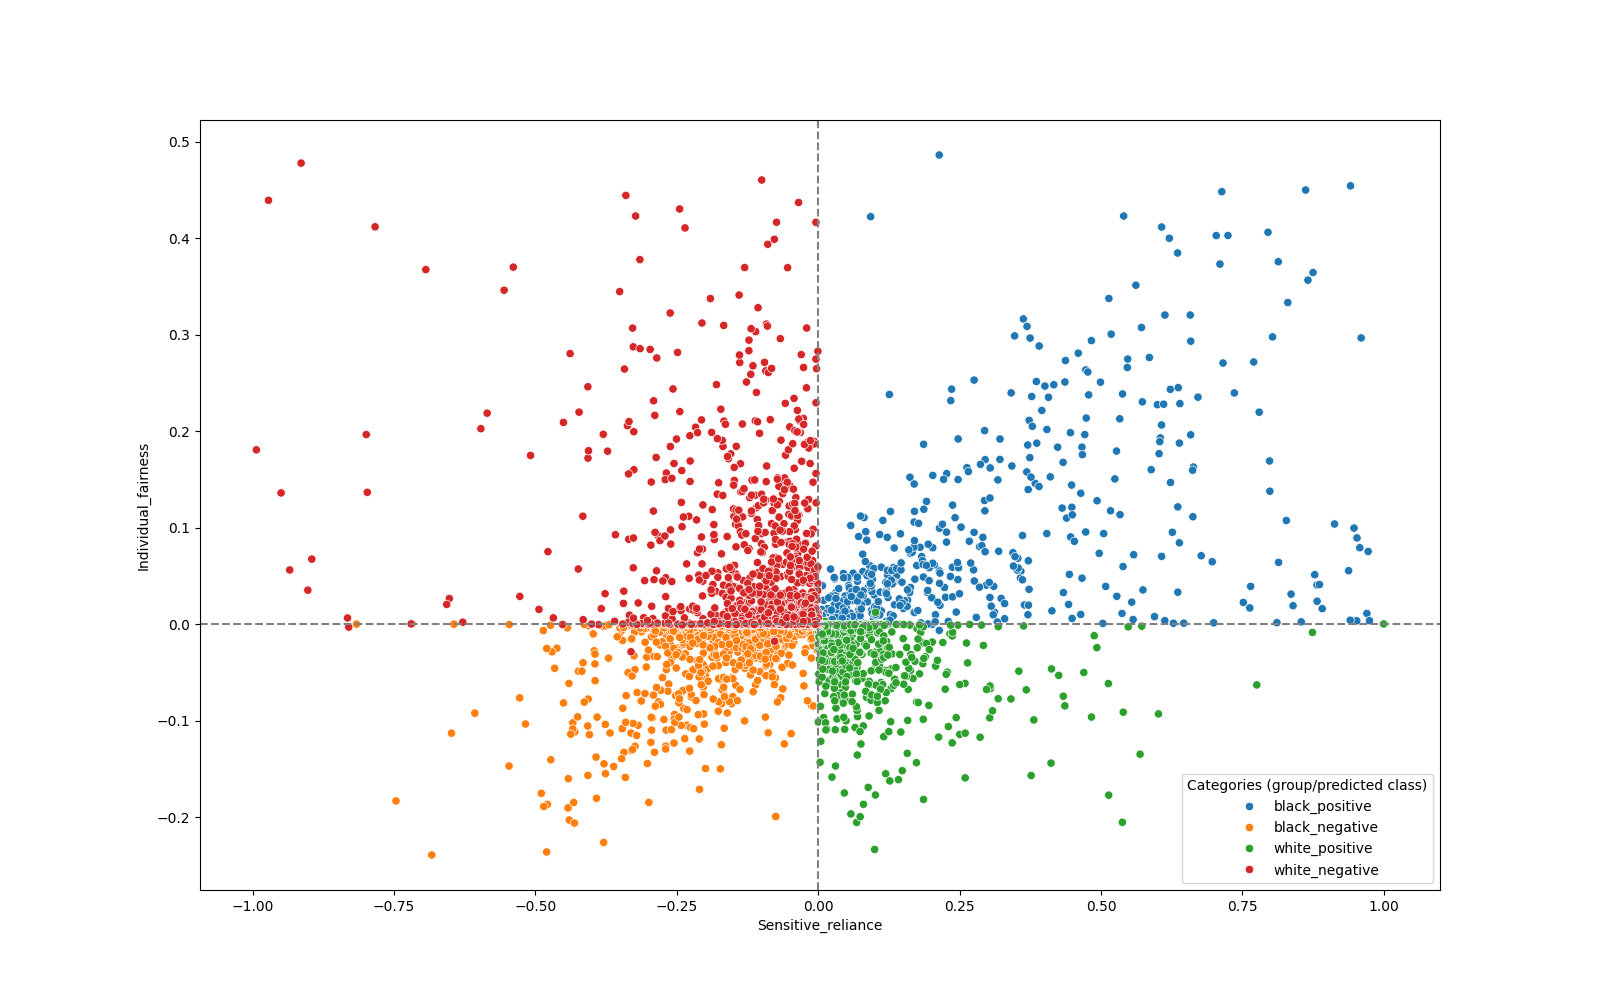 0.5
0.4
0.3
0.2
0.1
0.0
−0.1
−0.2
Individual_fairness
−1.00 −0.75 −0.50 −0.25 0.00 0.25 0.50 0.75 1.00
Sensitive_reliance
Categories (group/predicted class)
black_positive
black_negative
white_positive
white_negative